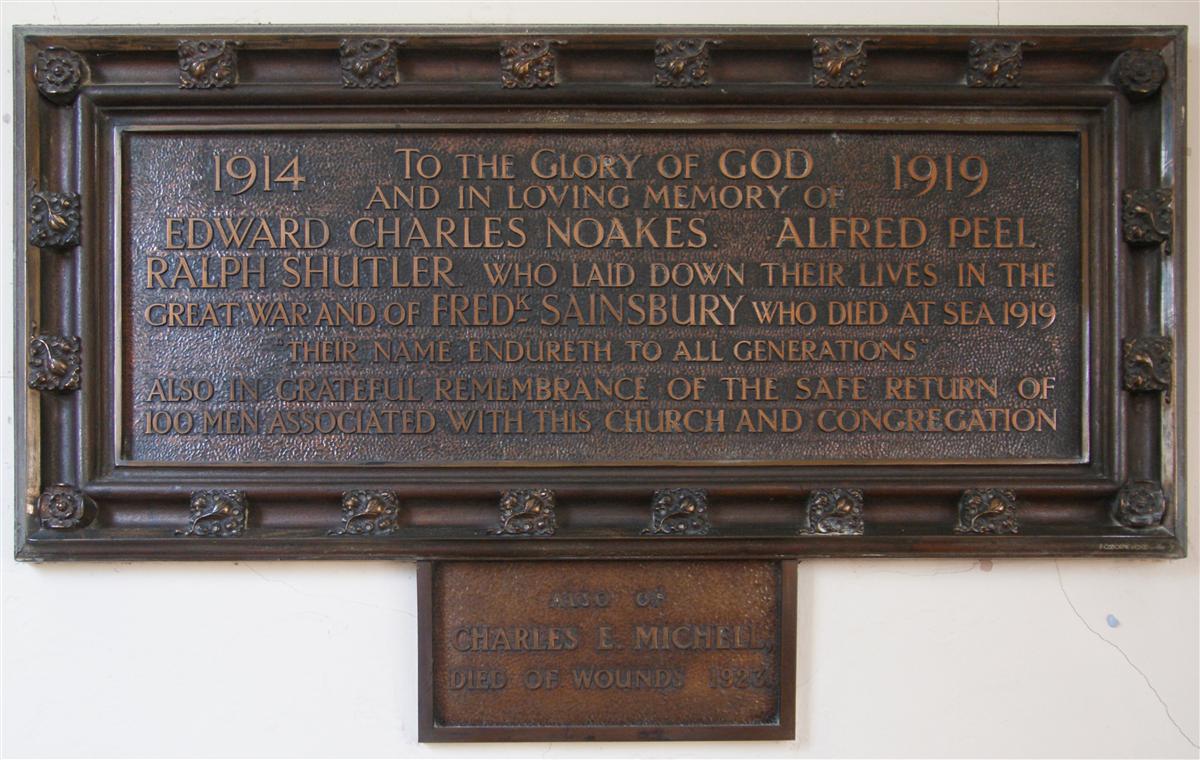 1914 TO THE GLORY OF GOD 1919
AND IN LOVING MEMORY OF
EDWARD CHARLES NOAKES. ALFRED PEEL.
RALPH SHUTLER. WHO LAID DOWN THEIR LIVES IN THE
GREAT WAR AND OF FREDK SAINSBURY WHO DIED AT SEA 1919
"THEIR NAME ENDURETH TO ALL GENERATIONS"
ALSO IN GRATEFUL REMEMBRANCE OF THE SAFE RETURN OF
100 MEN ASSOCIATED WITH THIS CHURCH AND CONGREGATION
ALSO OF
CHARLES E. MICHELL,
DIED OF WOUNDS 1923.